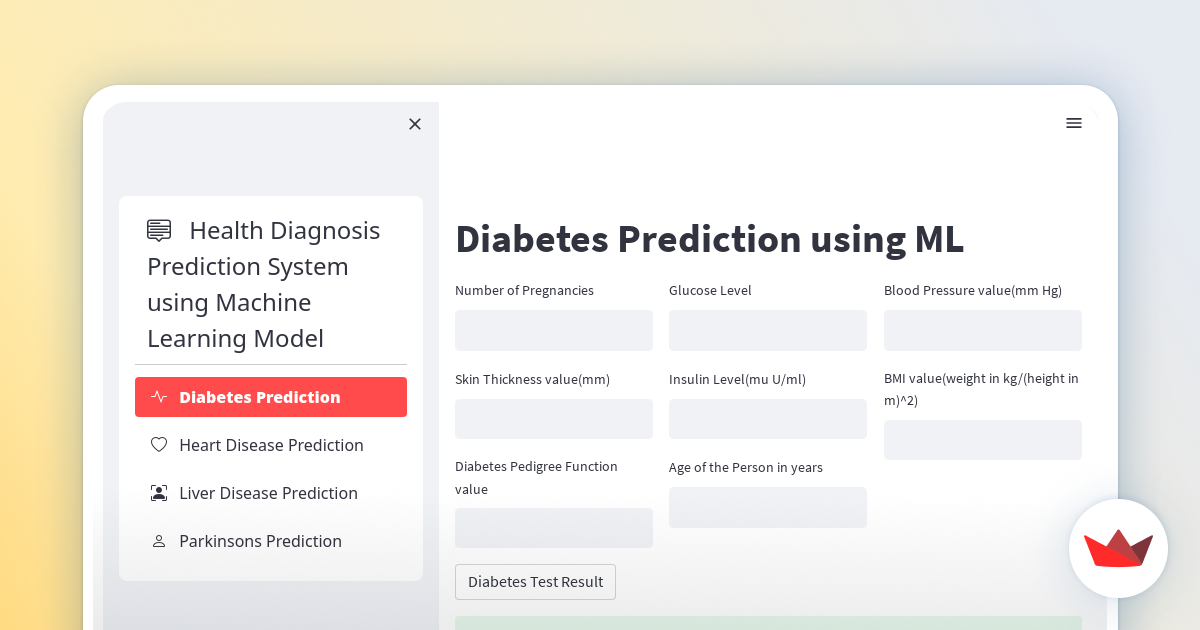 Health Diagnosis
Prediction System
using Machine
Learning Model
Diabetes Prediction
Heart Disease Prediction
Liver Disease Prediction
Parkinsons Prediction
Diabetes Prediction using ML
Number of Pregnancies
Glucose Level
Blood Pressure value(mm Hg)
Skin Thickness value(mm)
Insulin Level(mu U/ml)
BMI value(weight in kg/(height in
m)^2)
Diabetes Pedigree Function
value
Age of the Person in years
Diabetes Test Result